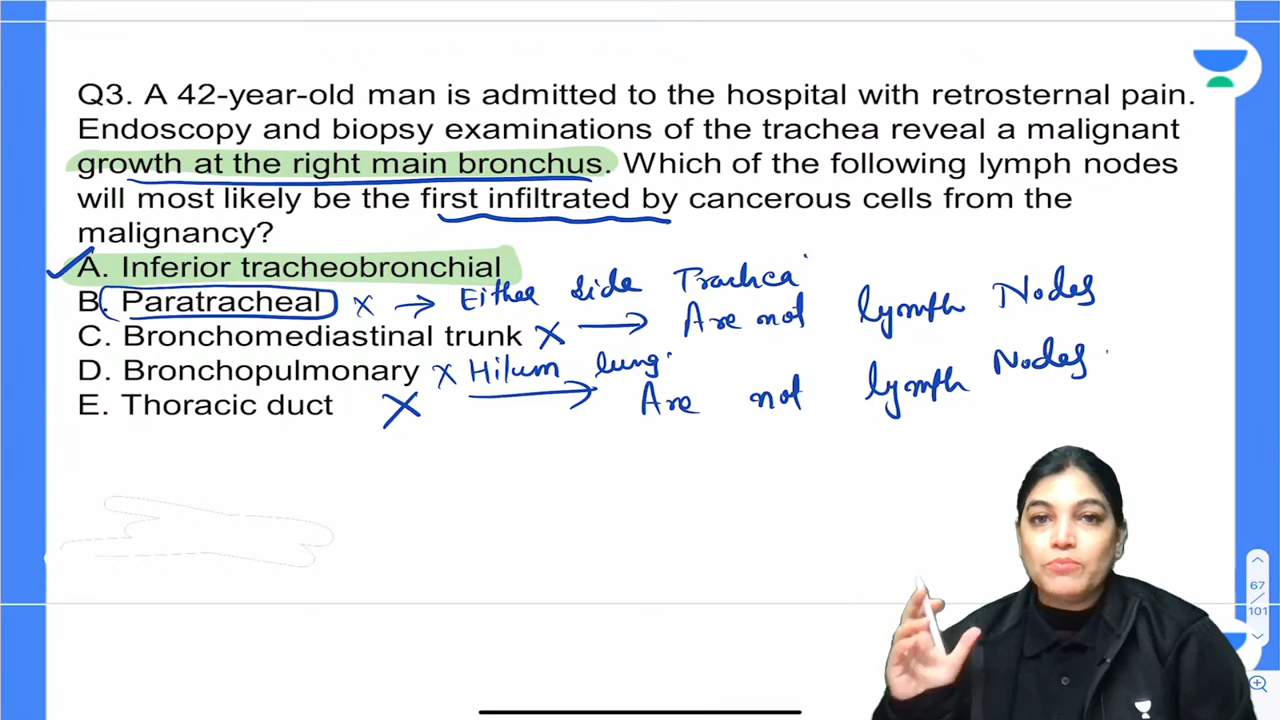 Q3. A 42-year-old man is admitted to the hospital with retrosternal pain.
Endoscopy and biopsy examinations of the trachea reveal a malignant
growth at the right main bronchus. Which of the following lymph nodes
will most likely be the first infiltrated by cancerous cells from the
malignancy?
A. Inferior tracheobronchial
B. Paratracheal x → Either side Trachea
C. Bronchomediastinal trunk x → Are not lymph Nodes
D. Bronchopulmonary x Hilum lung
E. Thoracic duct x → Are not lymph Nodes
67
/
101